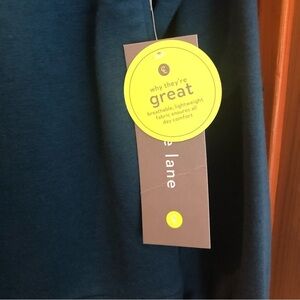 why they're
great
breathable, lightweight
fabric ensures all
day comfort
lane